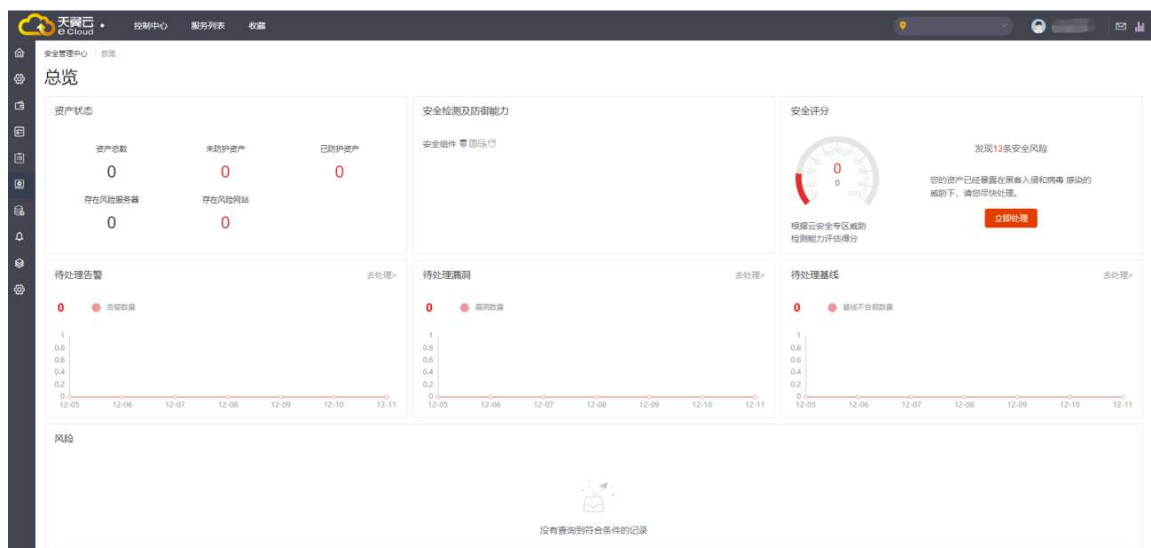 天翼云
e Cloud
控制中心 服务列表 收藏
安全管理中心 / 总览
总览
资产状态
资产总数 未防护资产 已防护资产
0 0 0
存在风险服务器 存在风险网站
0 0
安全检测及防御能力
安全组件
安全评分
0
0
根据云安全专区威胁
检测能力评估得分
发现13条安全风险
您的资产已经暴露在黑客入侵和病毒 感染的
威胁下，请您尽快处理。
立即处理
待处理告警 去处理>
0 告警数量
1
0.8
0.6
0.4
0.2
0
12-05 12-06 12-07 12-08 12-09 12-10 12-11
待处理漏洞 去处理>
0 漏洞数量
1
0.8
0.6
0.4
0.2
0
12-05 12-06 12-07 12-08 12-09 12-10 12-11
待处理基线 去处理>
0 基线不合规数量
1
0.8
0.6
0.4
0.2
0
12-05 12-06 12-07 12-08 12-09 12-10 12-11
风险
没有查询到符合条件的记录